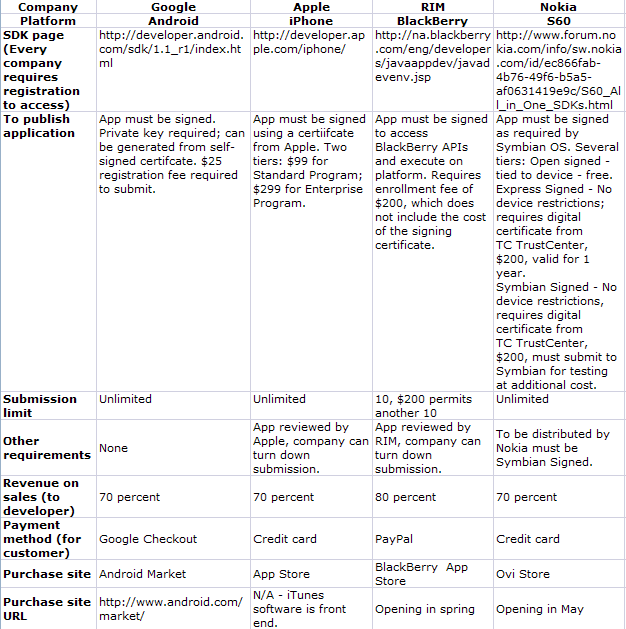 Company
Google
Apple
RIM
Nokia
Platform
Android
iPhone
BlackBerry
S60
SDK page
(Every
company
requires
registration
to access)
http://developer.android.
com/sdk/1.1_r1/index.ht
ml
http://developer.ap
ple.com/iphone/
http://na.blackberry
.com/eng/developer
s/javaappdev/javad
evenv.jsp
http://www.forum.no
kia.com/info/sw.nokia
.com/id/ec866fab-
4b76-49f6-b5a5-
af0631419e9c/S60_Al
l_in_One_SDKs.html
To publish
application
App must be signed.
Private key required; can
be generated from self-
signed certifcate. $25
registration fee required
to submit.
App must be signed
using a certiifcate
from Apple. Two
tiers: $99 for
Standard Program;
$299 for Enterprise
Program.
App must be signed
to access
BlackBerry APIs
and execute on
platform. Requires
enrollment fee of
$200, which does
not include the cost
of the signing
certificate.
App must be signed
as required by
Symbian OS. Several
tiers: Open signed -
tied to device - free.
Express Signed - No
device restrictions;
requires digital
certificate from
TC TrustCenter,
$200, valid for 1
year.
Symbian Signed - No
device restrictions,
requires digital
certificate from
TC TrustCenter,
$200, must submit to
Symbian for testing
at additional cost.
Submission
limit
Unlimited
Unlimited
10, $200 permits
another 10
Unlimited
Other
requirements
None
App reviewed by
Apple, company can
turn down
submission.
App reviewed by
RIM, company can
turn down
submission.
To be distributed by
Nokia must be
Symbian Signed.
Revenue on
sales (to
developer)
70 percent
70 percent
80 percent
70 percent
Payment
method (for
customer)
Google Checkout
Credit card
PayPal
Credit card
Purchase site
Android Market
App Store
BlackBerry App
Store
Ovi Store
Purchase site
URL
http://www.android.com/
market/
N/A - iTunes
software is front
end.
Opening in spring
Opening in May